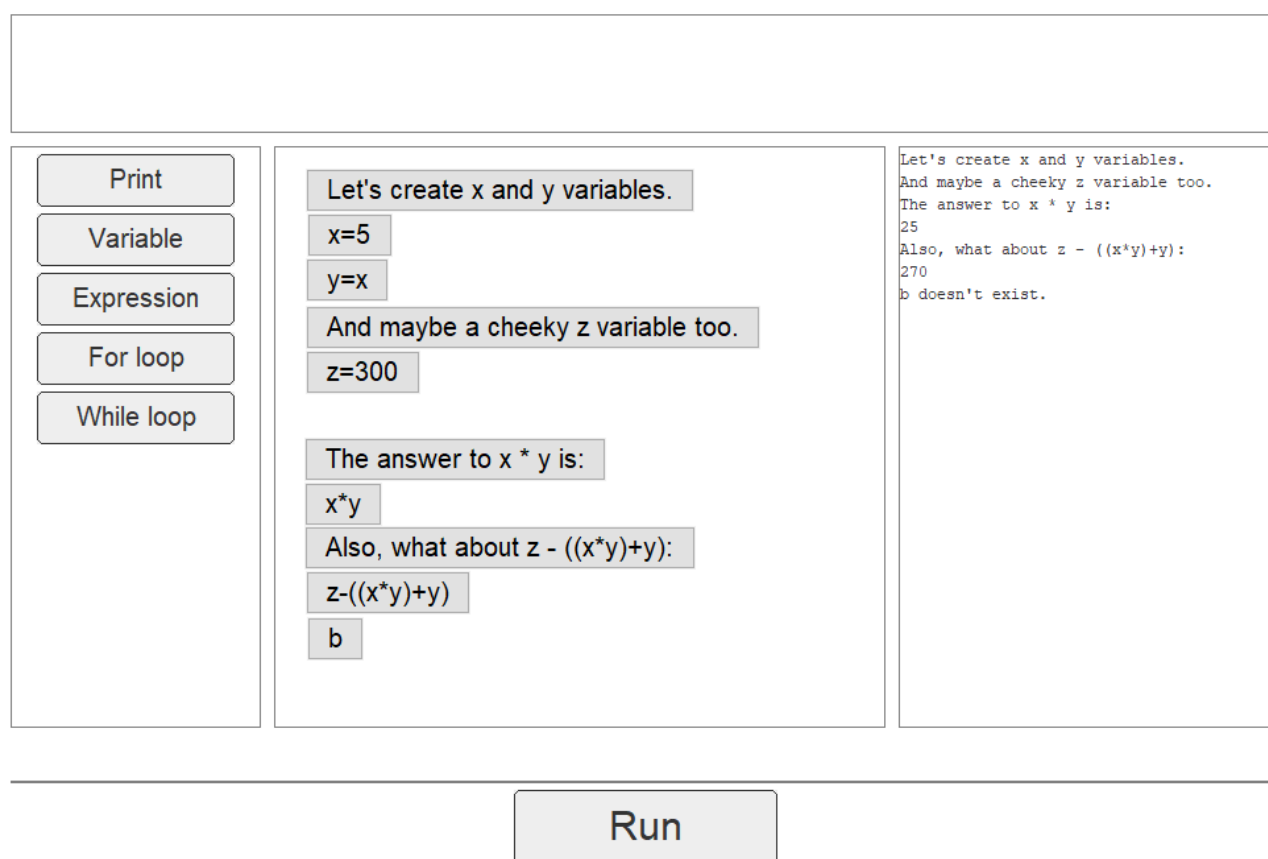 Print
Variable
Expression
For loop
While loop
Let's create x and y variables.
x=5
y=x
And maybe a cheeky z variable too.
z=300
The answer to x * y is:
x*y
Also, what about z - ((x*y)+y):
z-((x*y)+y)
b
Let's create x and y variables.
And maybe a cheeky z variable too.
The answer to x * y is:
25
Also, what about z - ((x*y)+y):
270
b doesn't exist.
Run